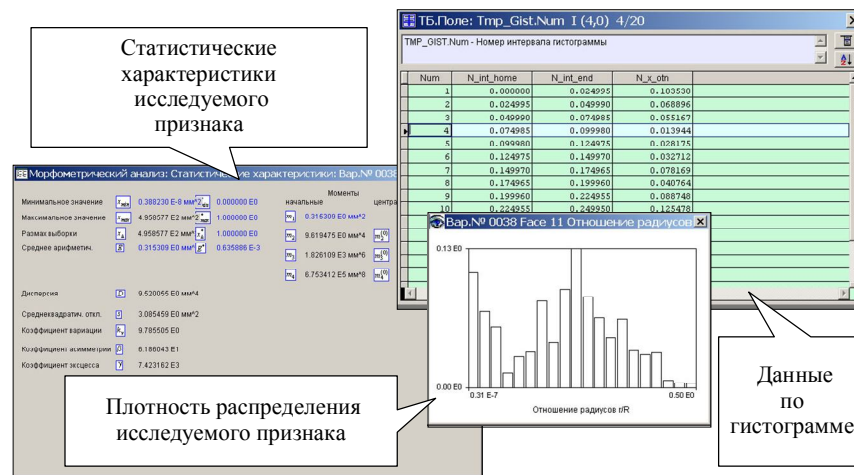 Статистические
характеристики
исследуемого
признака
ТБ.Поле: Tmp_Gist.Num I (4,0) 4/20
TMP_GIST.Num - Номер интервала гистограммы
Num N_int_home N_int_end N_x_otn
1 0.000000 0.024995 0.103530
2 0.024995 0.049990 0.068896
3 0.049990 0.074985 0.055167
4 0.074985 0.099980 0.013944
5 0.099980 0.124975 0.028175
6 0.124975 0.149970 0.032712
7 0.149970 0.174965 0.078169
8 0.174965 0.199960 0.040764
9 0.199960 0.224955 0.088748
10 0.224955 0.249950 0.125478
Морфометрический анализ: Статистические характеристики: Вар.№ 0038
Моменты
начальные центра
Минимальное значение 0.388230 E-8 мм^2 0.000000 E0
Максимальное значение 4.958577 E2 мм^2 1.000000 E0 0.316309 E0 мм^2
Размах выборки 4.958577 E2 мм^2 1.000000 E0 9.619475 E0 мм^4
Среднее арифметич. 0.315309 E0 мм^2 0.635886 E-3 1.826109 E3 мм^6
6.753412 E5 мм^8
Дисперсия 9.520055 E0 мм^4
Среднеквадратич. откл. 3.085459 E0 мм^2
Коэффициент вариации 9.785505 E0
Коэффициент асимметрии 6.186043 E1
Коэффициент эксцесса 7.423162 E3
Вар.№ 0038 Face 11 Отношение радиусов
0.13 E0
0.00 E0
0.31 E-7 0.50 E0
Отношение радиусов r/R
Плотность распределения
исследуемого признака
Данные
по
гистограмме